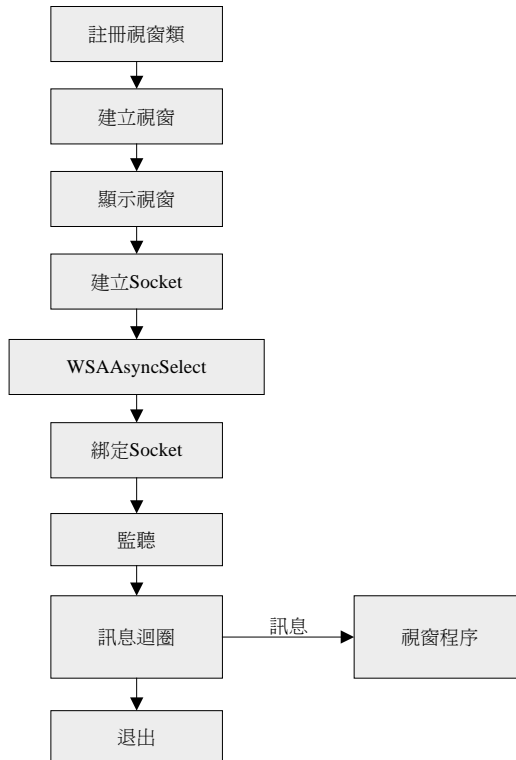 註冊視窗類
建立視窗
顯示視窗
建立Socket
WSAAsyncSelect
綁定Socket
監聽
訊息迴圈
訊息
視窗程序
退出